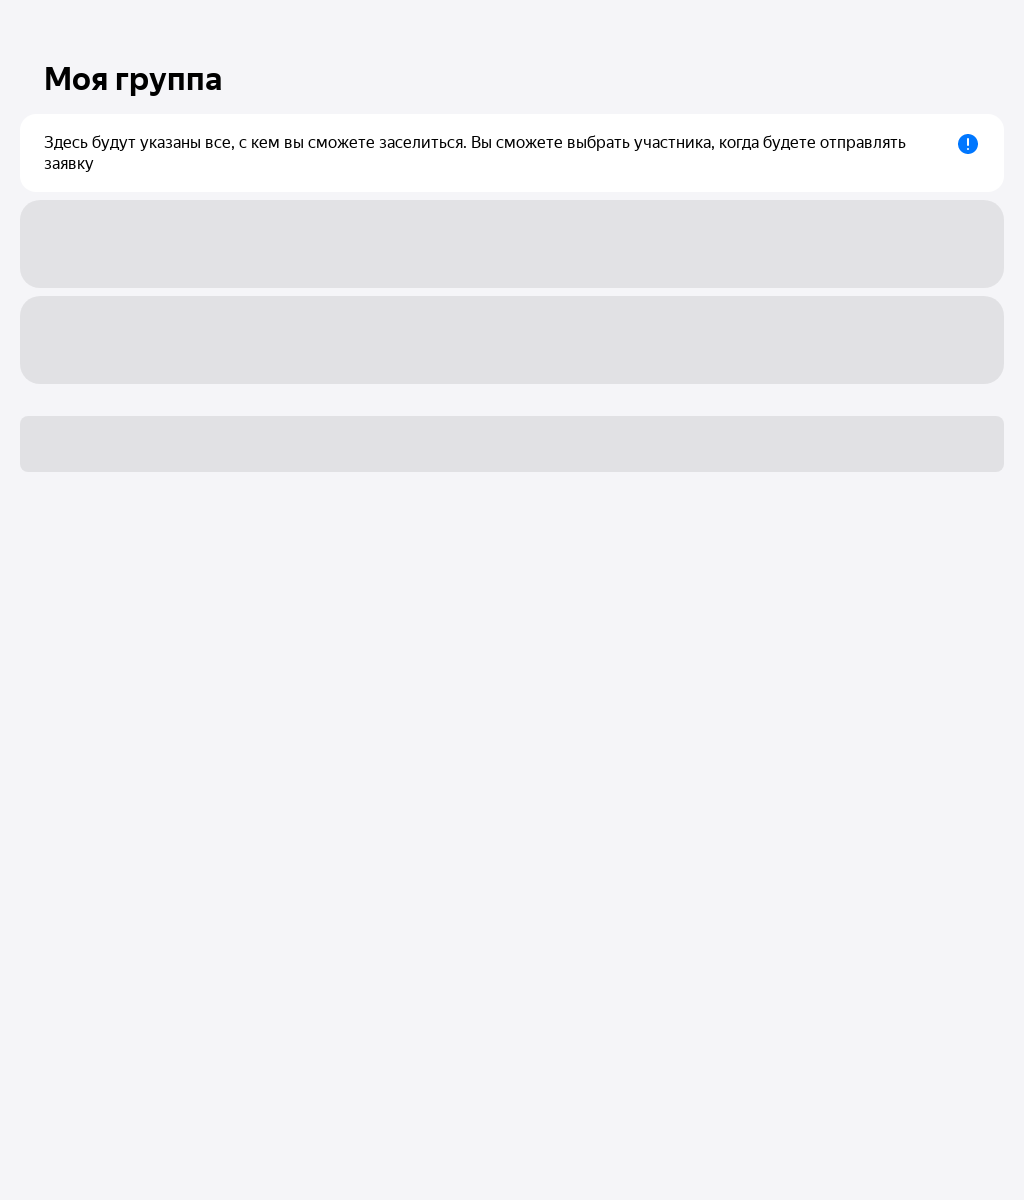 Моя группа
Здесь будут указаны все, с кем вы сможете заселиться. Вы сможете выбрать участника, когда будете отправлять
заявку